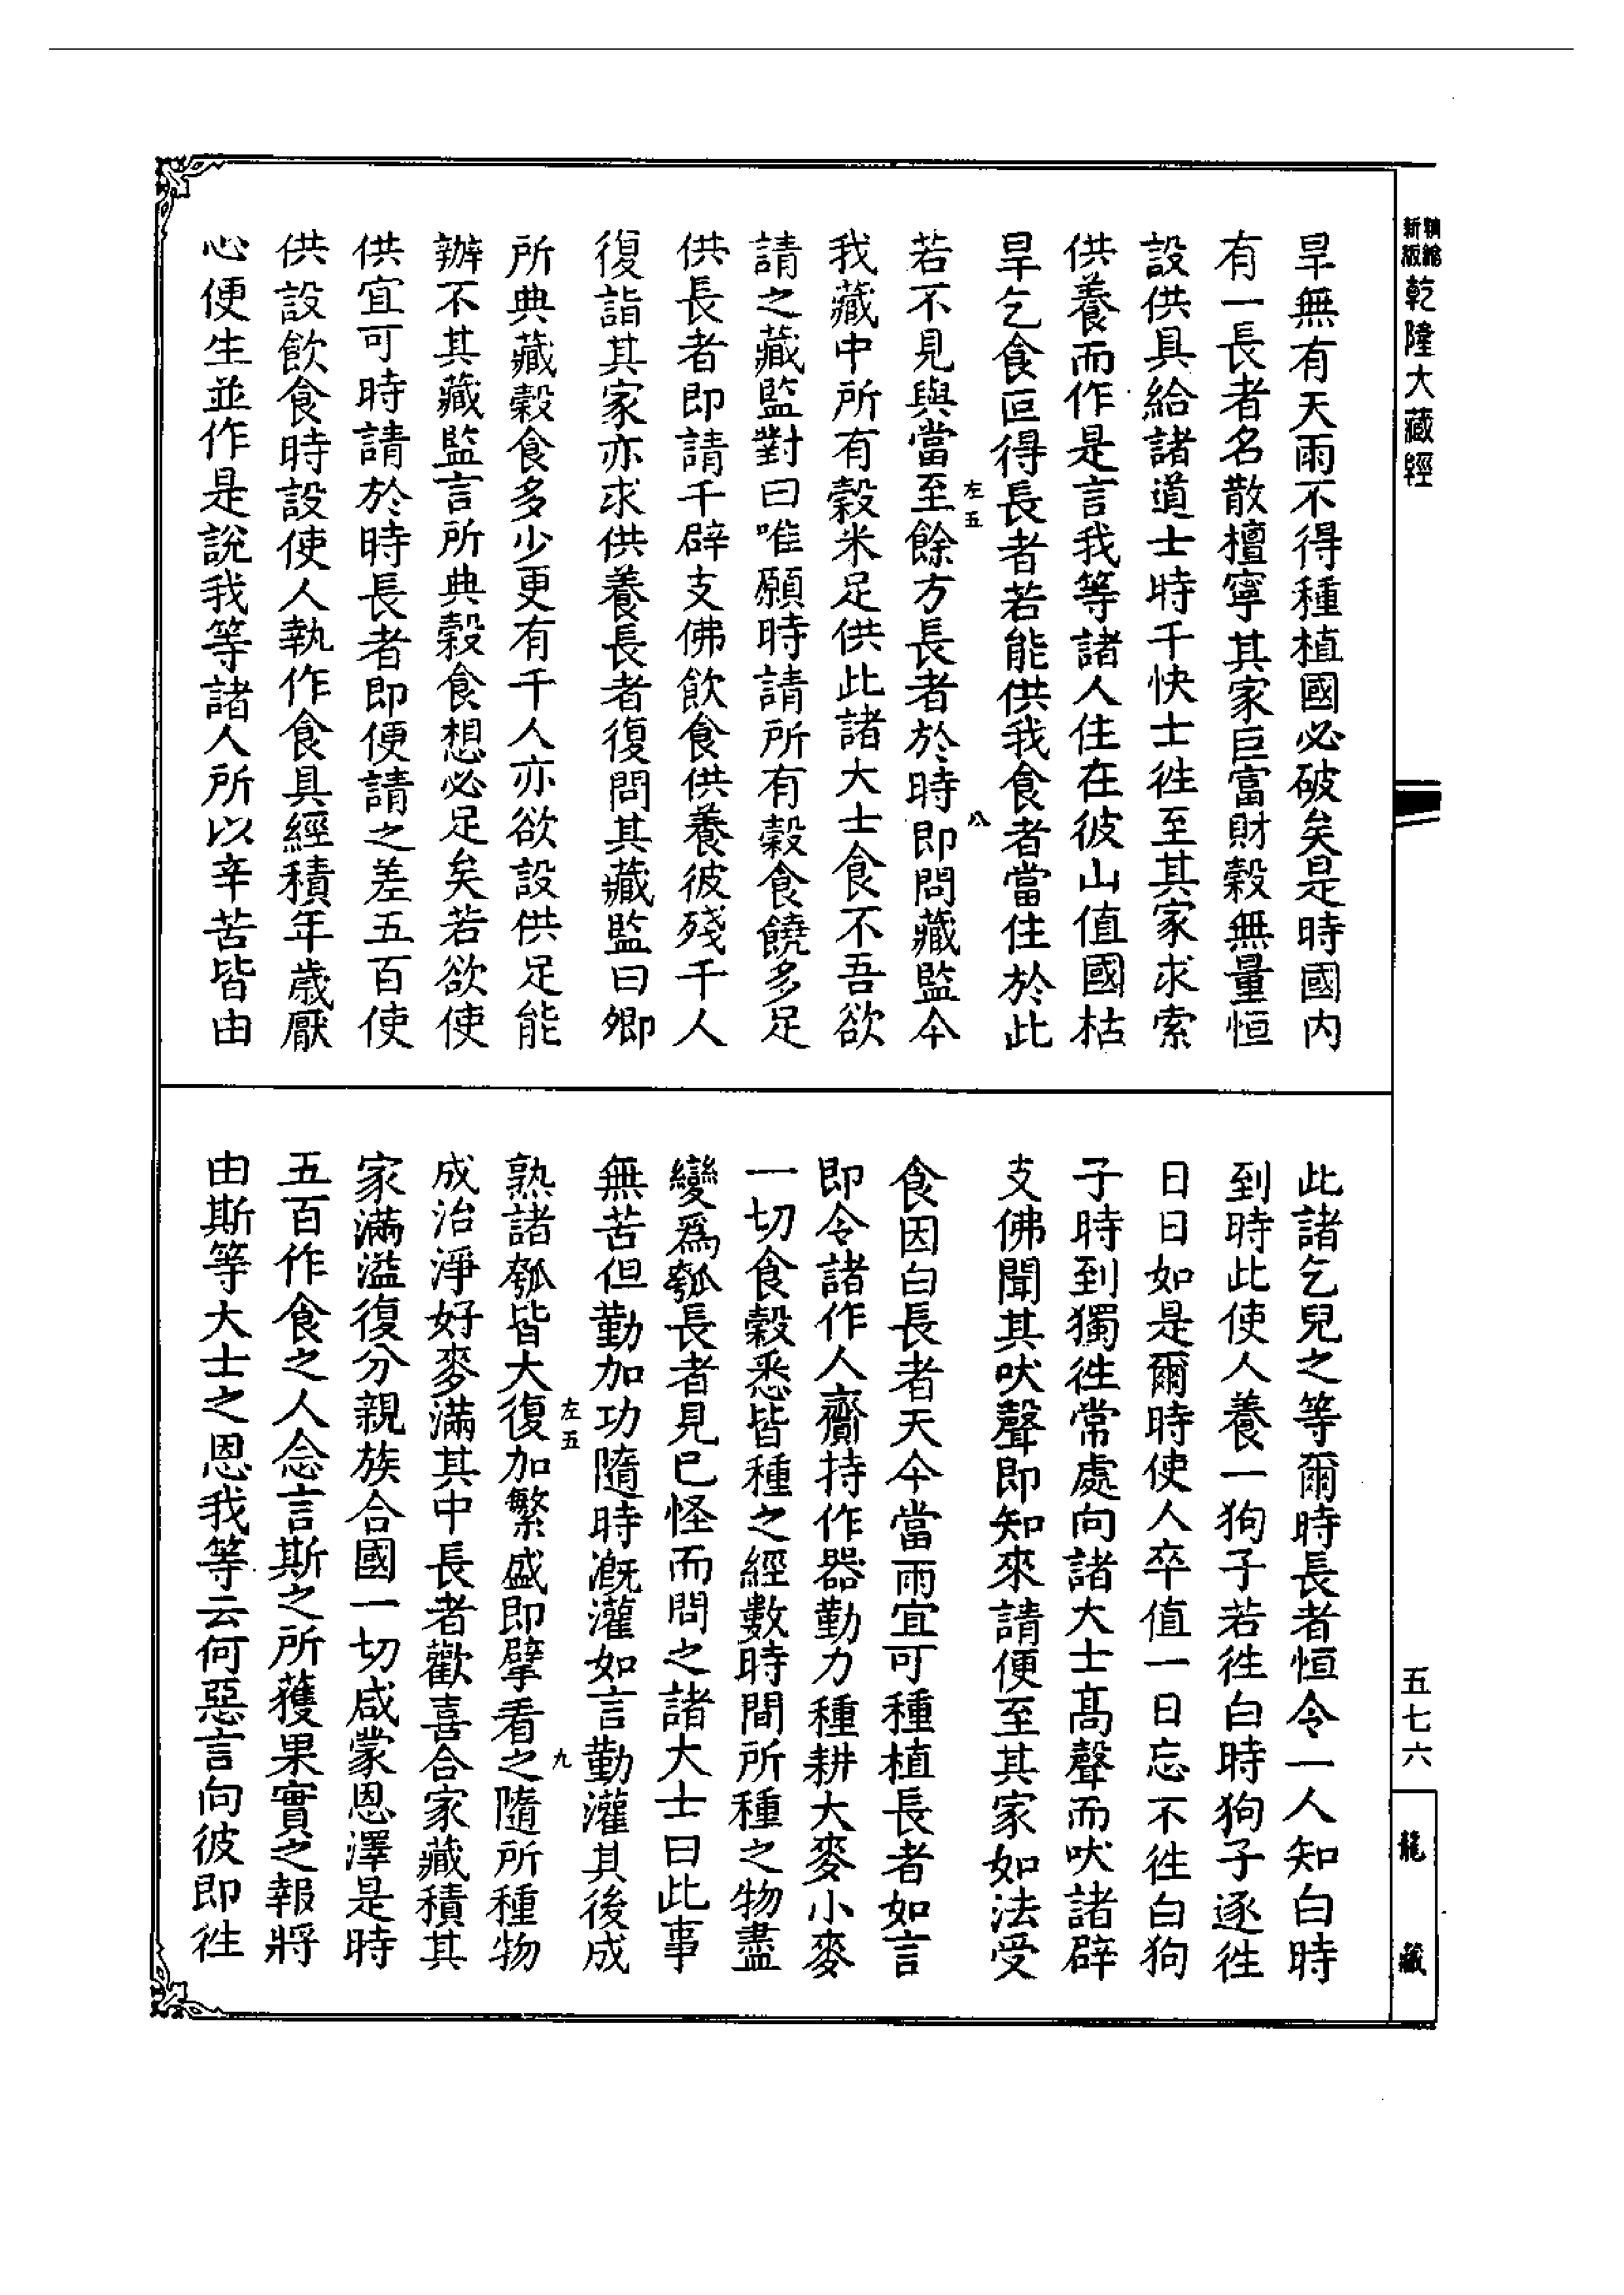 新版精縮乾隆大藏經
旱無有天雨不得種植國必破矣是時國內
有一長者名散檀寧其家巨富財穀無量恒
設供具給諸道士時千快士徃至其家求索
供養而作是言我等諸人住在彼山值國枯
旱乞食叵得長者若能供我食者當住於此
若不見與當至餘方長者於時即問藏監今
左五
八
我藏中所有穀米足供此諸大士食不吾欲
請之藏監對曰唯願時請所有穀食饒多足
供長者即請千辟支佛飲食供養彼殘千人
復詣其家亦求供養長者復問其藏監曰卿
所典藏穀食多少更有千人亦欲設供足能
辦不其藏監言所典穀食想必足矣若欲使
供宜可時請於時長者即便請之差五百使
供設飲食時設使人執作食具經積年歲厭
心便生並作是說我等諸人所以辛苦皆由
此諸乞兒之等爾時長者恒令一人知白時
到時此使人養一狗子若徃白時狗子逐徃
日日如是爾時使人卒值一日忘不徃白狗
子時到獨徃常處向諸大士高聲而吠諸辟
支佛聞其吠聲即知來請便至其家如法受
食因白長者天今當雨宜可種植長者如言
即令諸作人齎持作器勤力種耕大麥小麥
一切食穀悉皆種之經數時間所種之物盡
變爲瓠長者見已怪而問之諸大士曰此事
無苦但勤加功隨時溉灌如言勤灌其後成
左五
九
熟諸瓠皆大復加繁盛即擘看之隨所種物
成治淨好麥滿其中長者歡喜合家藏積其
家滿溢復分親族合國一切咸蒙恩澤是時
五百作食之人念言斯之所獲果實之報將
由斯等大士之恩我等云何惡言向彼即徃
五七六
龍藏